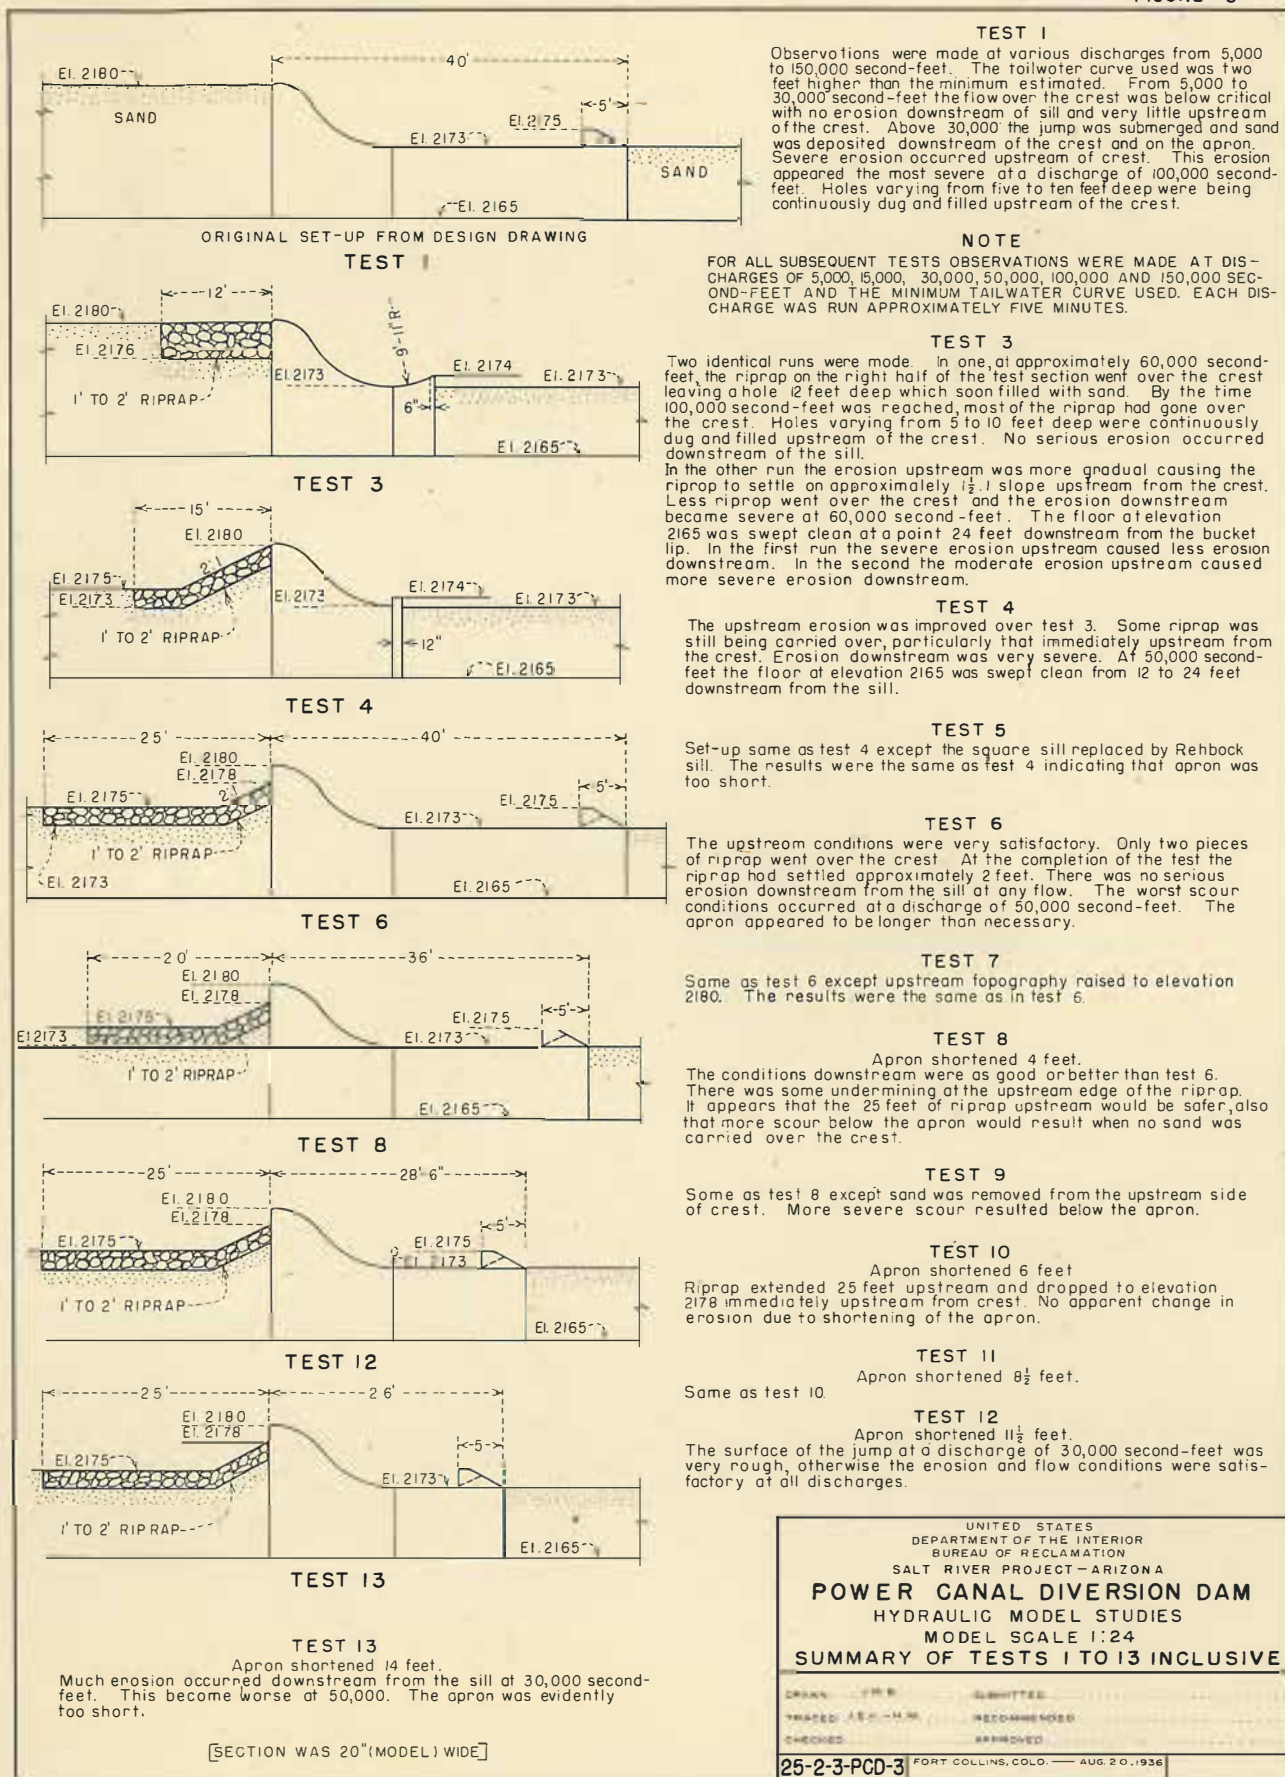 40'
El. 2180
SAND
5'
El. 2175
El. 2173
SAND
El. 2165
ORIGINAL SET-UP FROM DESIGN DRAWING
TEST 1
12'
El. 2180
El. 2176
1' TO 2' RIPRAP
El. 2173
9'-11"R.
El. 2174
El. 2173
6"
El. 2165
TEST 3
15'
El. 2180
2:1
El. 2175
El. 2173
El. 2173
El. 2174
El. 2173
1' TO 2' RIPRAP
12"
El. 2165
TEST 4
25'
40'
El. 2180
El. 2178
El. 2175
El. 2175
5'
El. 2173
1' TO 2' RIPRAP
El. 2173
El. 2165
TEST 6
20'
36'
El. 2180
El. 2178
El. 2175
El. 2175
5'
El 2173
El. 2173
1' TO 2' RIPRAP
El. 2165
TEST 8
25'
28'-6"
El. 2180
El. 2178
5'
El. 2175
El. 2175
El. 2173
1' TO 2' RIPRAP
El. 2165
TEST 12
25'
26'
El. 2180
El. 2178
5
El. 2175
El. 2173
1' TO 2' RIPRAP
El. 2165
TEST 13
TEST 13
Apron shortened 14 feet.
Much erosion occurred downstream from the sill at 30,000 second-
feet. This become worse at 50,000. The apron was evidently
too short.
[SECTION WAS 20" (MODEL) WIDE]
TEST 1
Observations were made at various discharges from 5,000
to 150,000 second-feet. The tailwater curve used was two
feet higher than the minimum estimated. From 5,000 to
30,000 second-feet the flow over the crest was below critical
with no erosion downstream of sill and very little upstream
of the crest. Above 30,000 the jump was submerged and sand
was deposited downstream of the crest and on the apron.
Severe erosion occurred upstream of crest. This erosion
appeared the most severe at a discharge of 100,000 second-
feet. Holes varying from five to ten feet deep were being
continuously dug and filled upstream of the crest.
NOTE
FOR ALL SUBSEQUENT TESTS OBSERVATIONS WERE MADE AT DIS-
CHARGES OF 5,000, 15,000, 30,000, 50,000, 100,000 AND 150,000 SEC-
OND-FEET AND THE MINIMUM TAILWATER CURVE USED. EACH DIS-
CHARGE WAS RUN APPROXIMATELY FIVE MINUTES.
TEST 3
Two identical runs were made. In one, at approximately 60,000 second-
feet, the riprap on the right half of the test section went over the crest
leaving a hole 12 feet deep which soon filled with sand. By the time
100,000 second-feet was reached, most of the riprap had gone over
the crest. Holes varying from 5 to 10 feet deep were continuously
dug and filled upstream of the crest. No serious erosion occurred
downstream of the sill.
In the other run the erosion upstream was more gradual causing the
riprap to settle on approximately 1½:1 slope upstream from the crest.
Less riprap went over the crest and the erosion downstream
became severe at 60,000 second-feet. The floor at elevation
2165 was swept clean at a point 24 feet downstream from the bucket
lip. In the first run the severe erosion upstream caused less erosion
downstream. In the second the moderate erosion upstream caused
more severe erosion downstream.
TEST 4
The upstream erosion was improved over test 3. Some riprap was
still being carried over, particularly that immediately upstream from
the crest. Erosion downstream was very severe. At 50,000 second-
feet the floor at elevation 2165 was swept clean from 12 to 24 feet
downstream from the sill.
TEST 5
Set-up same as test 4 except the square sill replaced by Rehbock
sill. The results were the same as test 4 indicating that apron was
too short.
TEST 6
The upstream conditions were very satisfactory. Only two pieces
of riprap went over the crest At the completion of the test the
riprap had settled approximately 2 feet. There was no serious
erosion downstream from the sill at any flow. The worst scour
conditions occurred at a discharge of 50,000 second-feet. The
apron appeared to be longer than necessary.
TEST 7
Same as test 6 except upstream topography raised to elevation
2180. The results were the same as in test 6.
TEST 8
Apron shortened 4 feet.
The conditions downstream were as good or better than test 6.
There was some undermining at the upstream edge of the riprap.
It appears that the 25 feet of riprap upstream would be safer, also
that more scour below the apron would result when no sand was
carried over the crest.
TEST 9
Same as test 8 except sand was removed from the upstream side
of crest. More severe scour resulted below the apron.
TEST 10
Apron shortened 6 feet
Riprap extended 25 feet upstream and dropped to elevation
2178 immediately upstream from crest. No apparent change in
erosion due to shortening of the apron.
TEST 11
Apron shortened 8½ feet.
Same as test 10.
TEST 12
Apron shortened 11½ feet.
The surface of the jump at a discharge of 30,000 second-feet was
very rough, otherwise the erosion and flow conditions were satis-
factory at all discharges.
UNITED STATES
DEPARTMENT OF THE INTERIOR
BUREAU OF RECLAMATION
SALT RIVER PROJECT-ARIZONA
POWER CANAL DIVERSION DAM
HYDRAULIC MODEL STUDIES
MODEL SCALE 1:24
SUMMARY OF TESTS 1 TO 13 INCLUSIVE
DRAWN SUBMITTED
TRACED RECOMMENDED
CHECKED APPROVED
25-2-3-PCD-3 FORT COLLINS, COLO. — AUG. 20, 1936